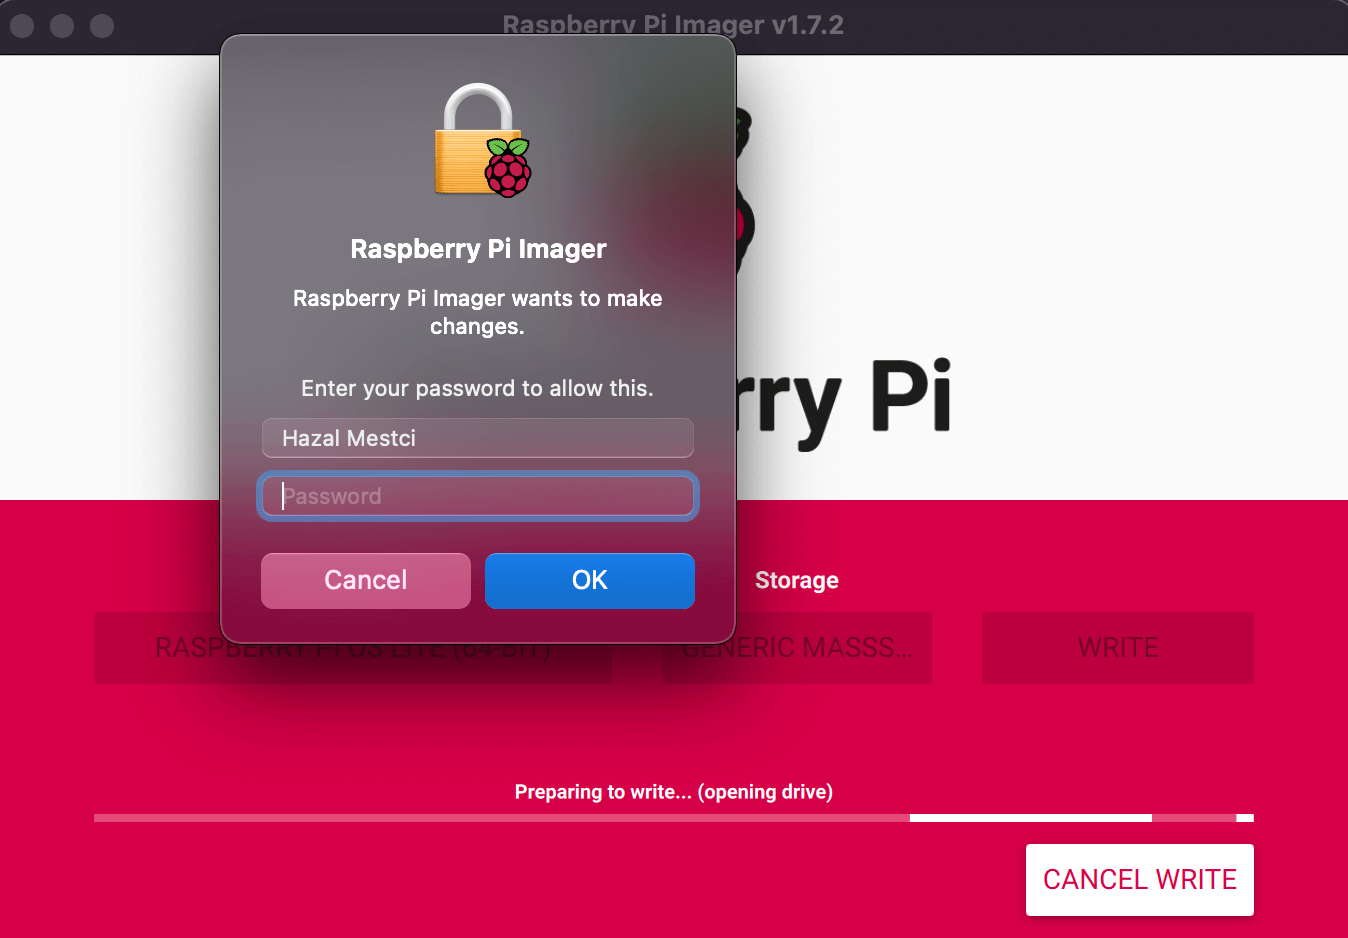 Raspberry Pi Imager v1.7.2
Raspberry Pi Imager
Raspberry Pi Imager wants to make
changes.
Enter your password to allow this.
Hazal Mestci
Password
Cancel
OK
rry Pi
Storage
RASPBERRY PI OS LITE (64-BIT)
GENERIC MASSS...
WRITE
Preparing to write... (opening drive)
CANCEL WRITE